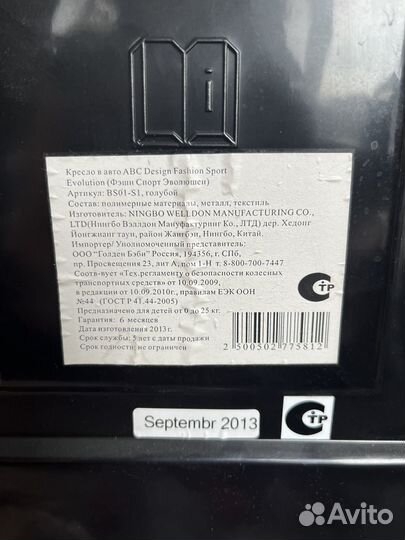 i
Кресло в авто ABC Design Fashion Sport
Evolution (Фэшн Спорт Эволюшен)
Артикул: BS01-S1, голубой
Состав: полимерные материалы, металл, текстиль
Изготовитель: NINGBO WELLDON MANUFACTURING CO.,
LTD(Нингбо Вэллдон Мануфактуринг Ко., ЛТД) дер. Хедонг
Йонгжианг таун, район Жангби, Нингбо, Китай.
Импортер/ Уполномоченный представитель:
ООО "Голден Бэби" Россия, 194356, г. СПб,
пр. Просвещения 23, лит А, пом 1-Н т: 8-800-700-7447
Соотв-вует «Тех.регламенту о безопасности колесных
транспортных средств» от 10.09.2009,
в редакции от 10.09.2010г., правилам ЕЭК ООН
№44 (ГОСТ Р 41.44-2005)
Предназначено для детей от 0 до 25 кг.
Гарантия 6 месяцев
Дата изготовления 2013 г.
Срок службы: 5 лет с даты продажи
Срок годности: не ограничен
2 500502 775812
СТР
Septembr 2013
СТР
Avito